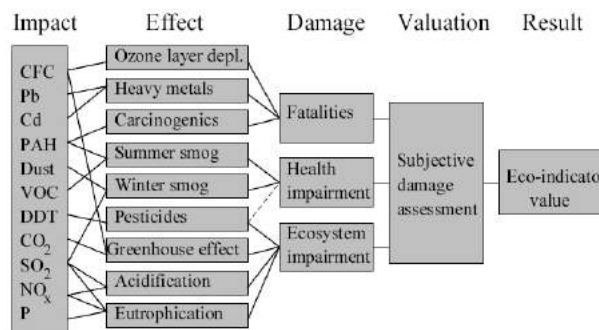 Impact Effect Damage Valuation Result
CFC
Pb
Cd
PAH
Dust
VOC
DDT
CO2
SO2
NOx
P
Ozone layer depl.
Heavy metals
Carcinogenics
Summer smog
Winter smog
Pesticides
Greenhouse effect
Acidification
Eutrophication
Fatalities
Health
impairment
Ecosystem
impairment
Subjective
damage
assessment
Eco-indicato
value